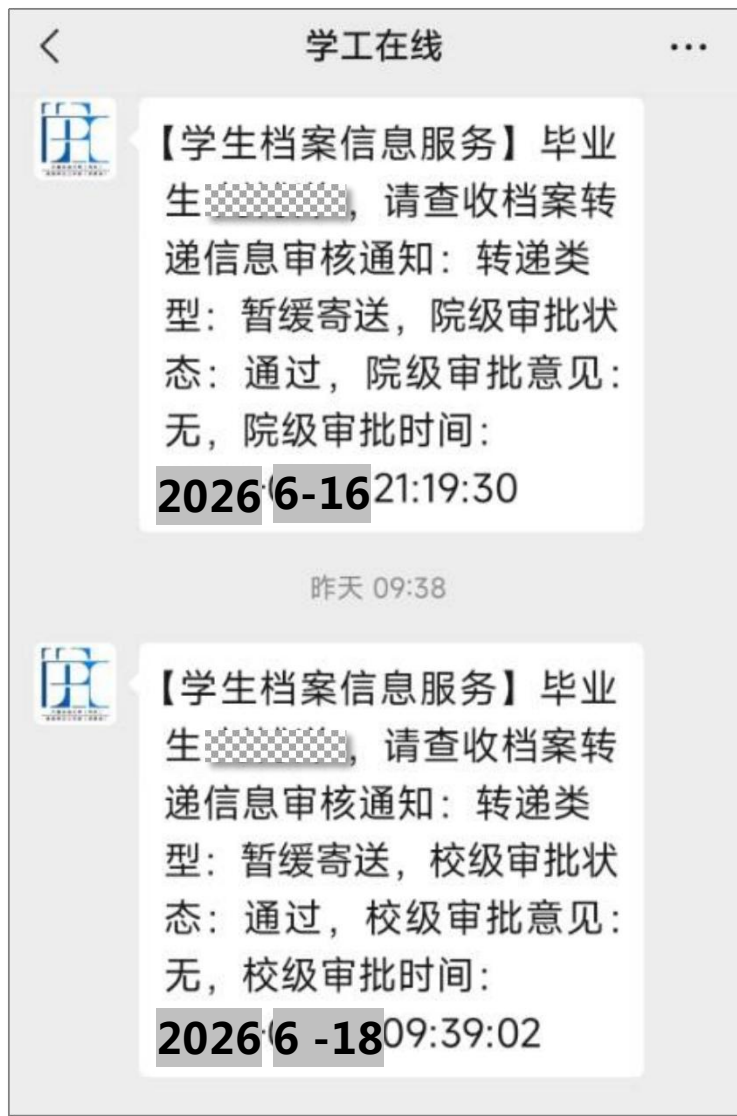 学工在线
【学生档案信息服务】毕业
生 ，请查收档案转
递信息审核通知：转递类
型：暂缓寄送，院级审批状
态：通过，院级审批意见：
无，院级审批时间：
2026 6-16 21:19:30
昨天 09:38
【学生档案信息服务】毕业
生 ，请查收档案转
递信息审核通知：转递类
型：暂缓寄送，校级审批状
态：通过，校级审批意见：
无，校级审批时间：
2026 6 -18 09:39:02